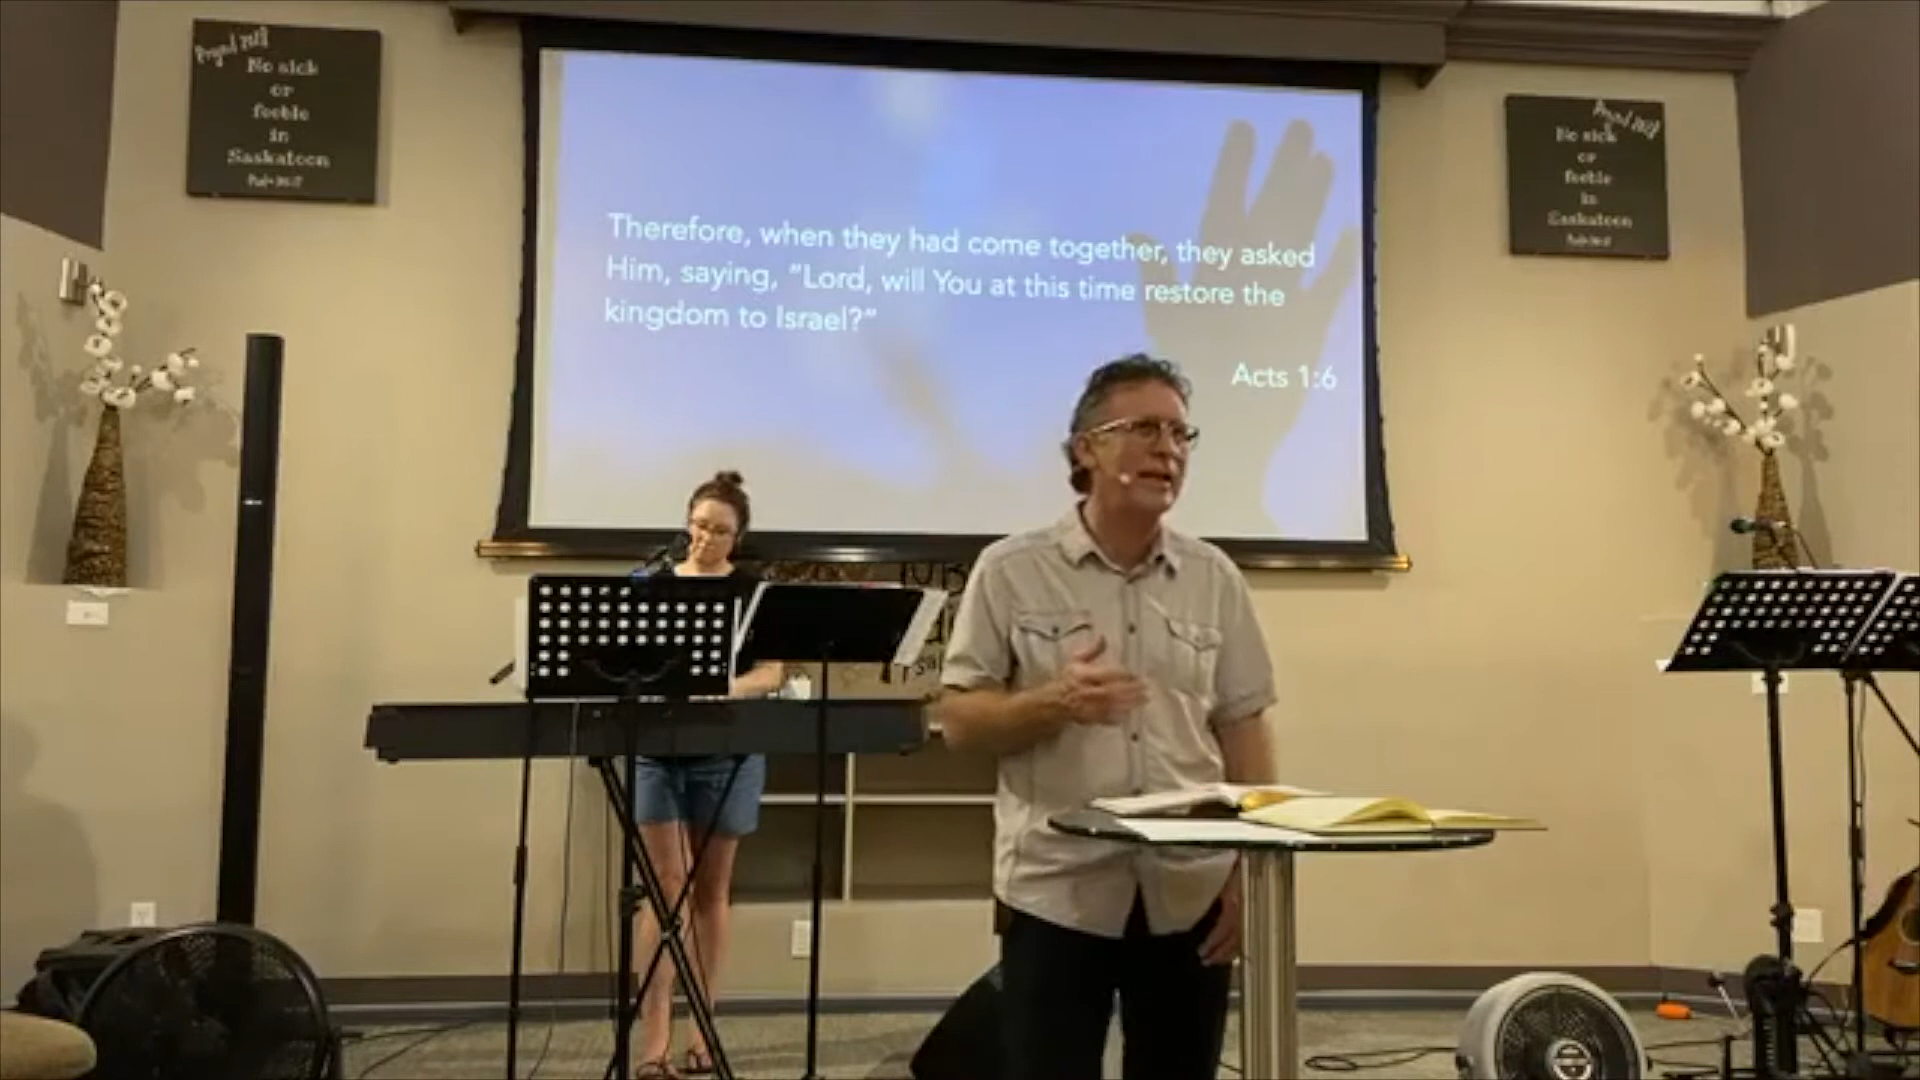 No sick
or
feeble
in
Saskatoon
Therefore, when they had come together, they asked
Him, saying, “Lord, will You at this time restore the
kingdom to Israel?”
Acts 1:6
No sick
or
feeble
in
Saskatoon